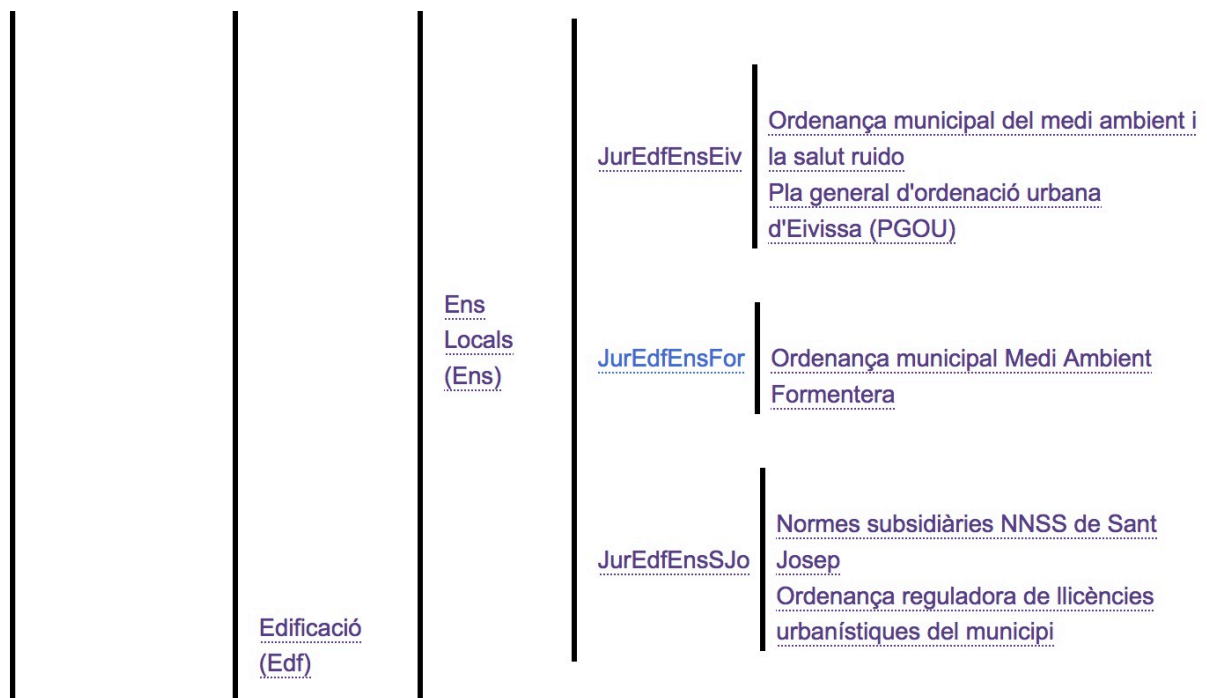 JurEdfEnsEiv
Ordenança municipal del medi ambient i
la salut ruido
Pla general d'ordenació urbana
d'Eivissa (PGOU)
Ens
Locals
(Ens)
JurEdfEnsFor
Ordenança municipal Medi Ambient
Formentera
JurEdfEnsSJo
Normes subsidiàries NNSS de Sant
Josep
Ordenança reguladora de llicències
urbanístiques del municipi
Edificació
(Edf)